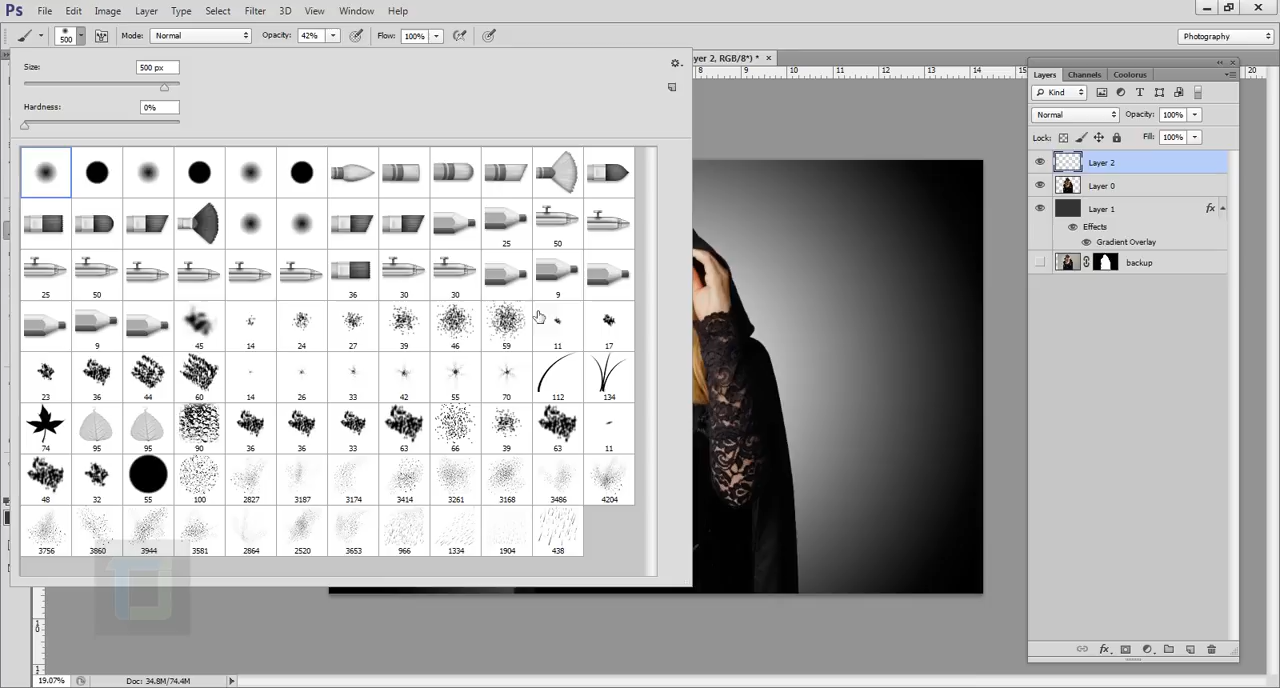 Ps File Edit Image Layer Type Select Filter 3D View Window Help
500 Mode: Normal Opacity: 42% Flow: 100% Photography
Size: 500 px
Hardness: 0%
yer 2, RGB/8*) * ×
8 9 10 11 12 13 14 15 20
25 50
25 50 36 30 30 9
9 45 14 24 27 39 46 59 11 17
23 36 44 60 14 26 33 42 55 70 112 134
74 95 95 90 36 36 33 63 66 39 63 11
48 32 55 100 2827 3187 3174 3414 3261 3168 3486 4204
3756 3860 3944 3581 2864 2520 3653 966 1334 1904 438
Layers Channels Coolorus
Kind
Normal Opacity: 100%
Lock: Fill: 100%
Layer 2
Layer 0
Layer 1 fx
Effects
Gradient Overlay
backup
fx
19.07% Doc: 34.8M/74.4M